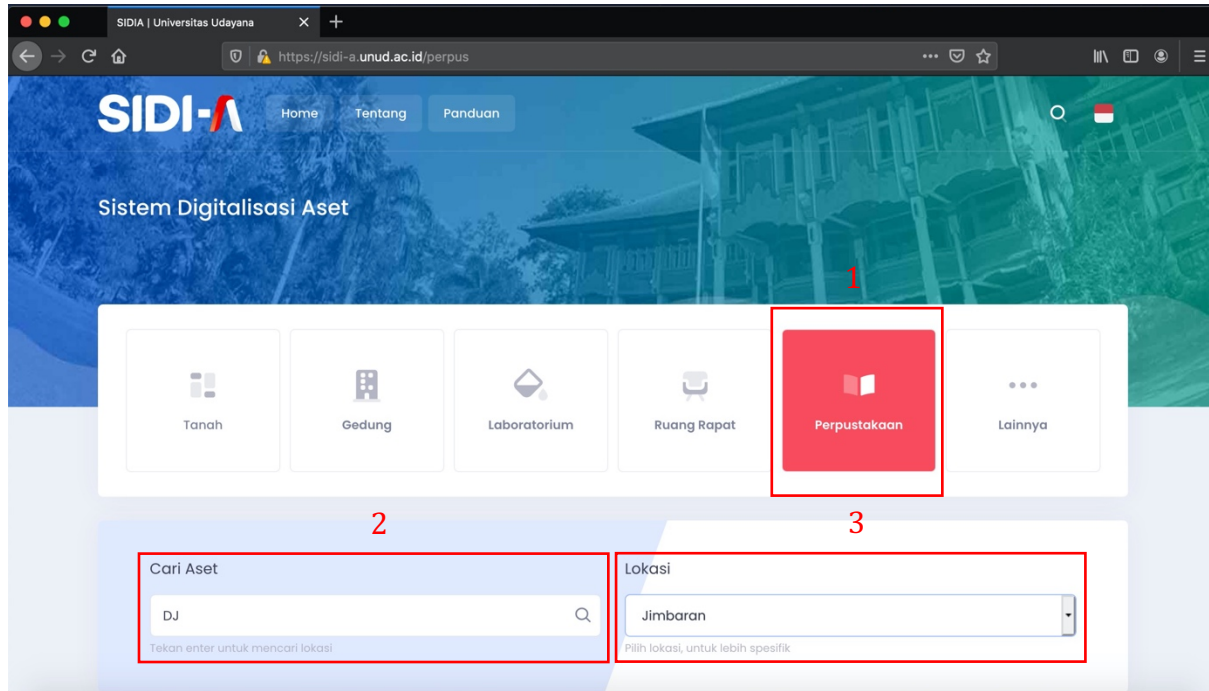 SIDIA | Universitas Udayana
https://sidi-a.unud.ac.id/perpus
SIDI-A Home Tentang Panduan
Sistem Digitalisasi Aset
1
Tanah Gedung Laboratorium Ruang Rapat Perpustakaan Lainnya
2 3
Cari Aset Lokasi
DJ Jimbaran
Tekan enter untuk mencari lokasi Pilih lokasi, untuk lebih spesifik